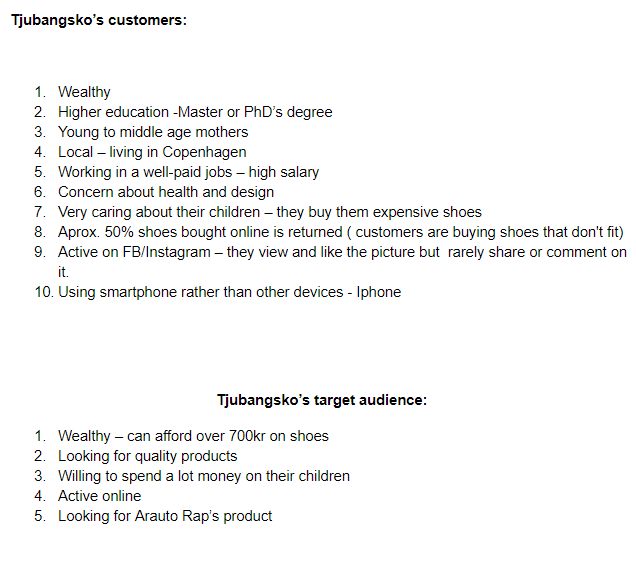 Tjubangsko's customers:
1. Wealthy
2. Higher education -Master or PhD's degree
3. Young to middle age mothers
4. Local – living in Copenhagen
5. Working in a well-paid jobs – high salary
6. Concern about health and design
7. Very caring about their children – they buy them expensive shoes
8. Aprox. 50% shoes bought online is returned ( customers are buying shoes that don't fit)
9. Active on FB/Instagram – they view and like the picture but  rarely share or comment on
it.
10. Using smartphone rather than other devices - Iphone
Tjubangsko's target audience:
1. Wealthy – can afford over 700kr on shoes
2. Looking for quality products
3. Willing to spend a lot money on their children
4. Active online
5. Looking for Arauto Rap's product